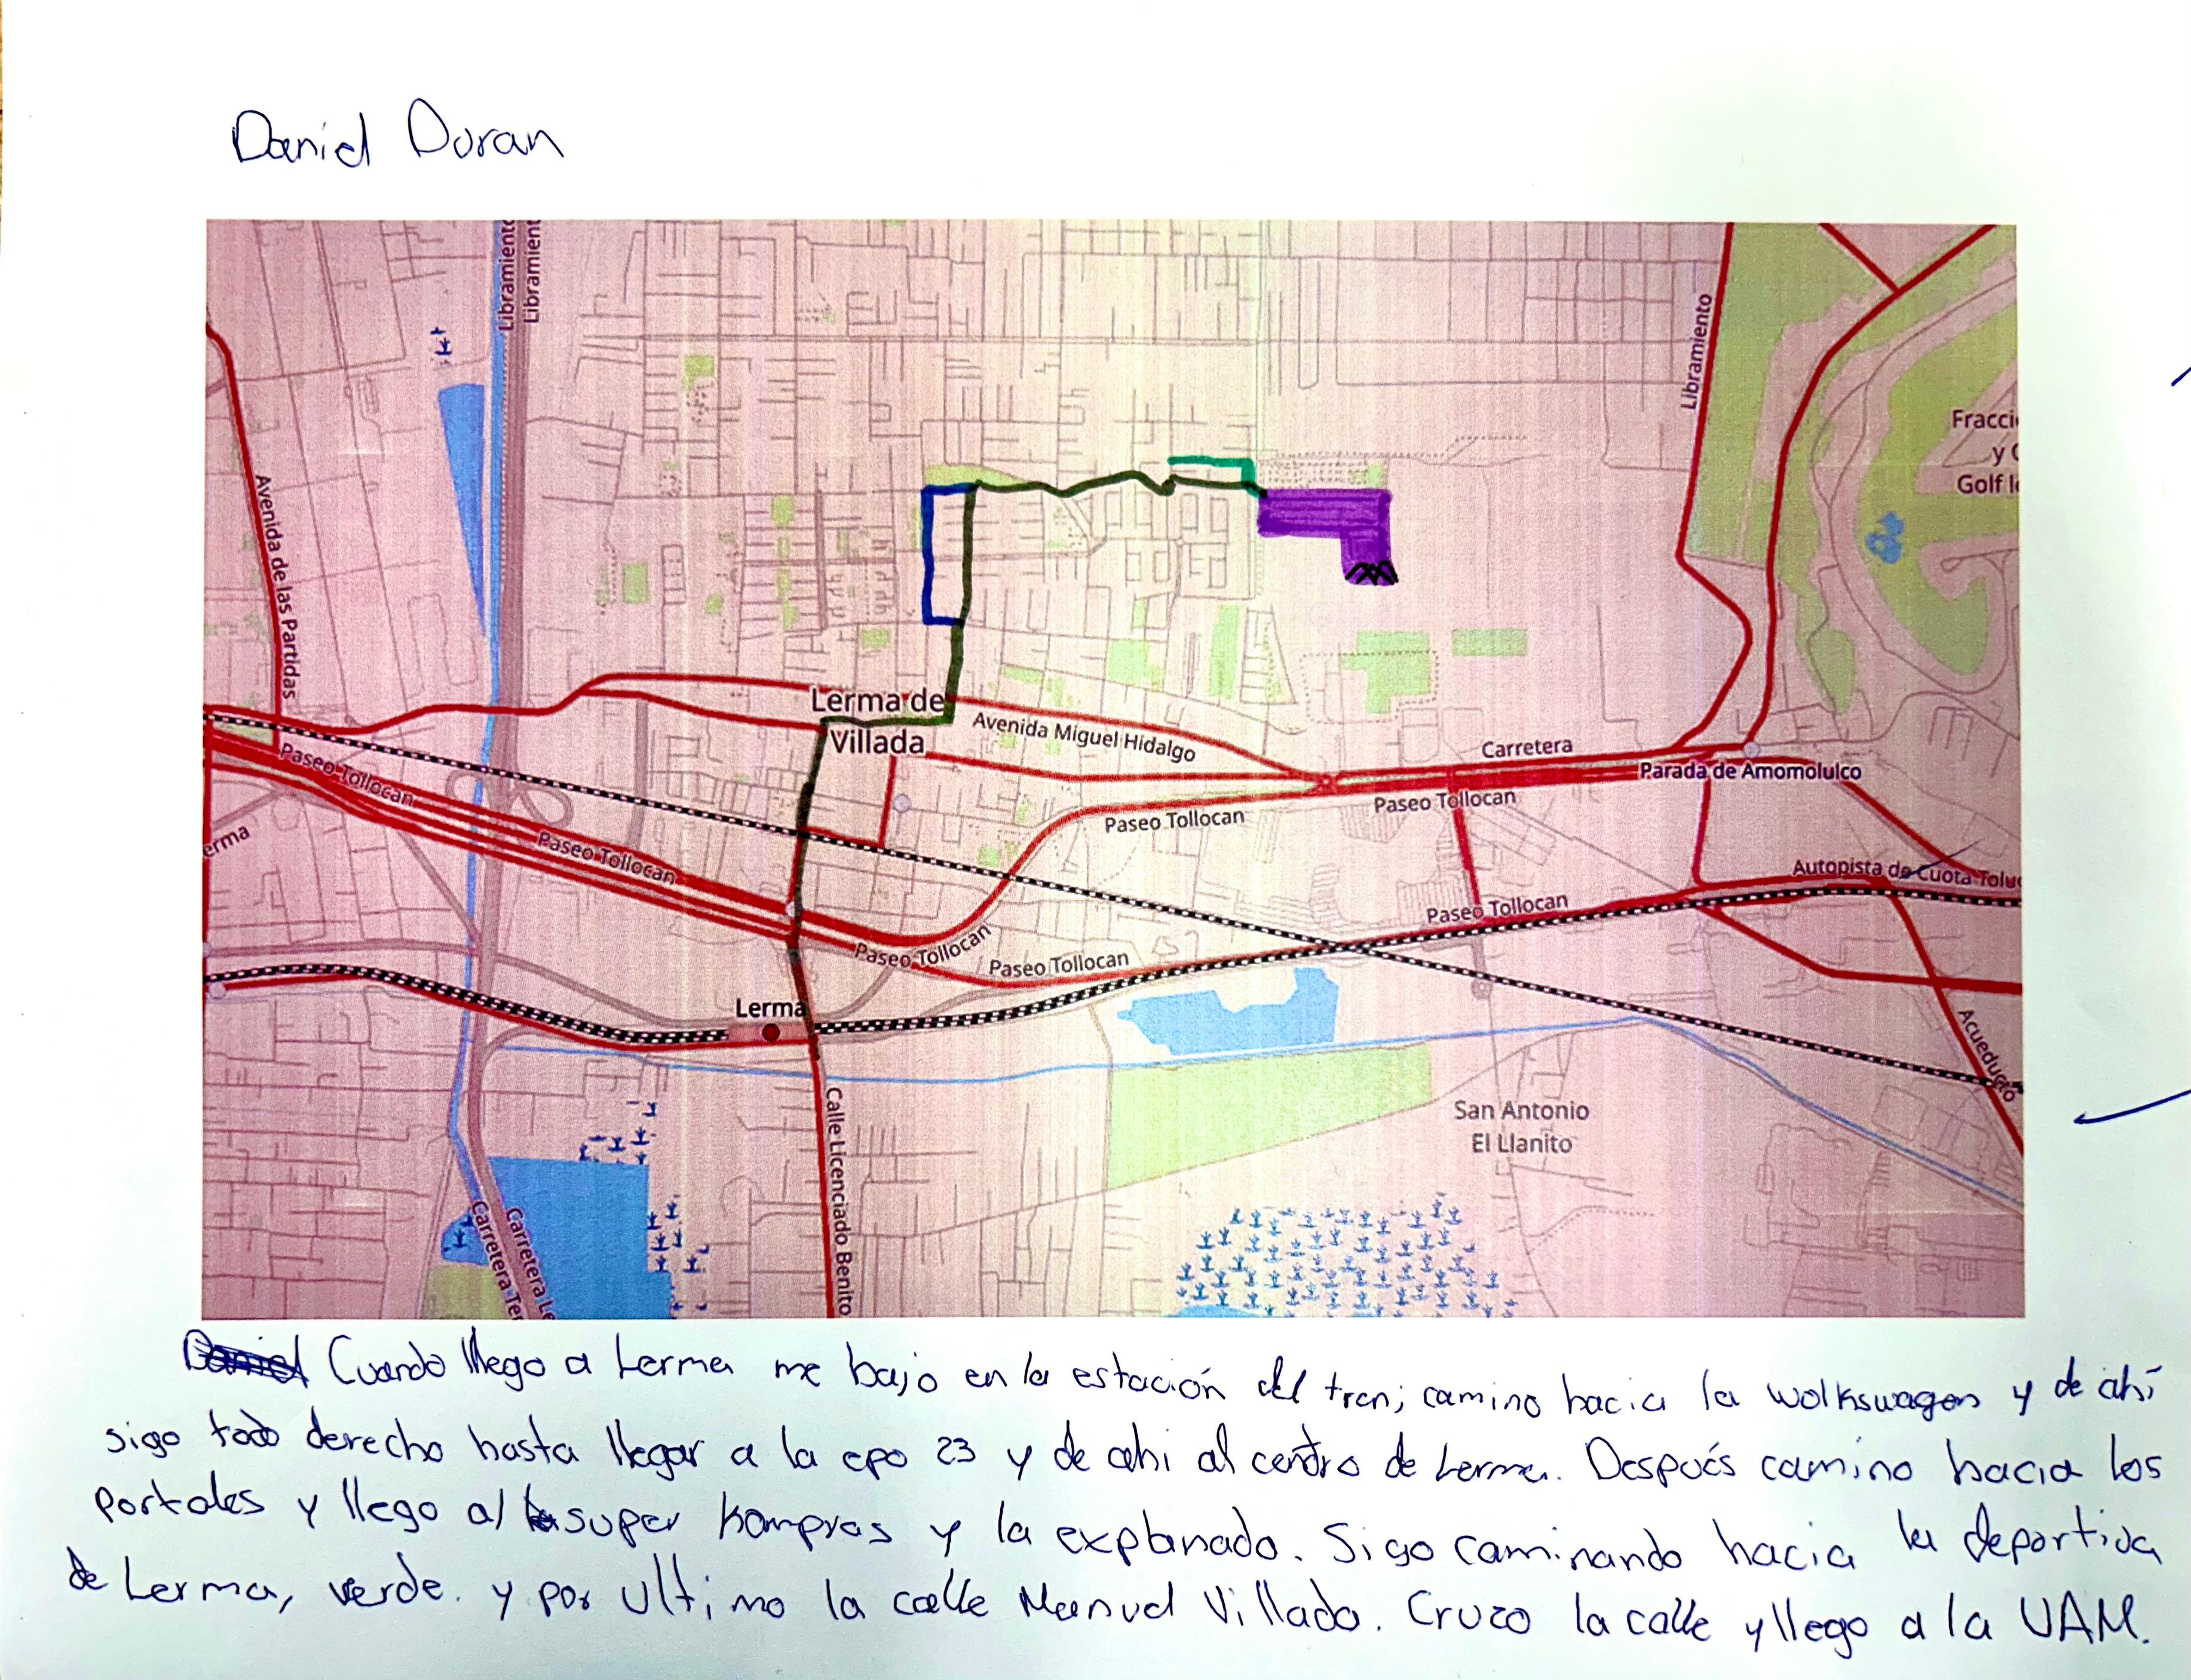 Daniel Duran
Libramiento
Libramient
Libramiento
Fracci
y C
Golf l
Avenida de las Partidas
Lerma de
Villada
Avenida Miguel Hidalgo
Carretera
Parada de Amomolulco
Paseo Tollocan
Paseo Tollocan
Paseo Tollocan
erma
Paseo Tollocan
Autopista de Cuota Toluc
Paseo Tollocan
Paseo Tollocan
Paseo Tollocan
Lerma
Acueducto
Calle Licenciado Benito
San Antonio
El Llanito
Carretera Ter
Carretera Le
Cuando llego a Lerma me bajo en la estación del tren; camino hacia la wolkswagen y de ahí
sigo todo derecho hasta llegar a la epo 23 y de ahi al centro de Lerma. Después camino hacia los
portales y llego al super kompras y la explanada. Sigo caminando hacia la deportiva
de Lerma, verde. y por ultimo la calle Manuel Villada. Cruzo la calle y llego a la UAM.